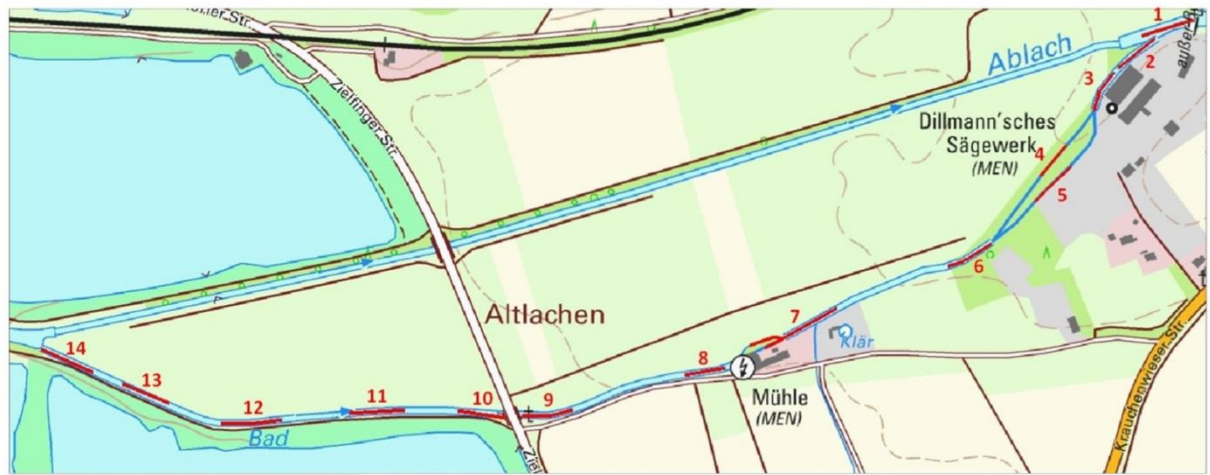 Zielfinger Str.
Ablach
1
2
3
Dillmann'sches
Sägewerk
(MEN)
4
5
6
Altlachen
7
Klär
8
Mühle
(MEN)
9
10
11
12
13
14
Bad
Krauchenwieser Str.